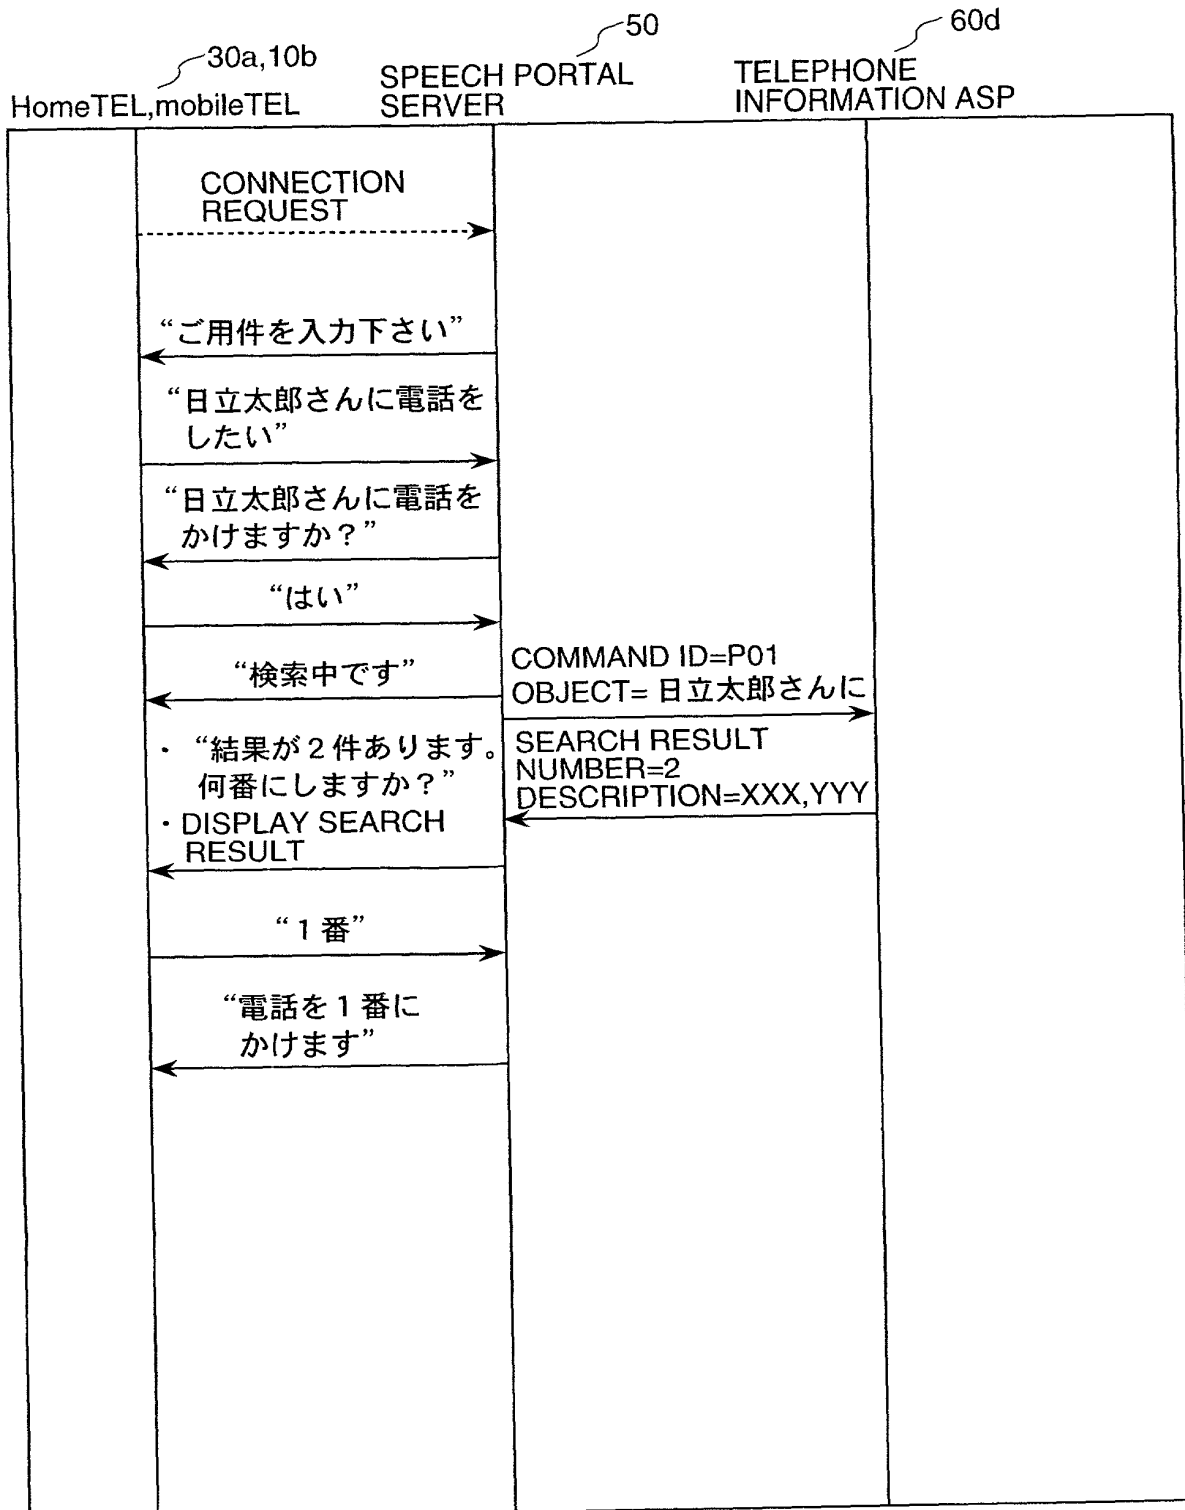 30a,10b
HomeTEL,mobileTEL
50
SPEECH PORTAL
SERVER
60d
TELEPHONE
INFORMATION ASP
CONNECTION
REQUEST
“ご用件を入力下さい”
“日立太郎さんに電話を
したい”
“日立太郎さんに電話を
かけますか？”
“はい”
“検索中です”
COMMAND ID=P01
OBJECT= 日立太郎さんに
・ “結果が２件あります。
何番にしますか？”
・DISPLAY SEARCH
RESULT
SEARCH RESULT
NUMBER=2
DESCRIPTION=XXX,YYY
“１番”
“電話を１番に
かけます”